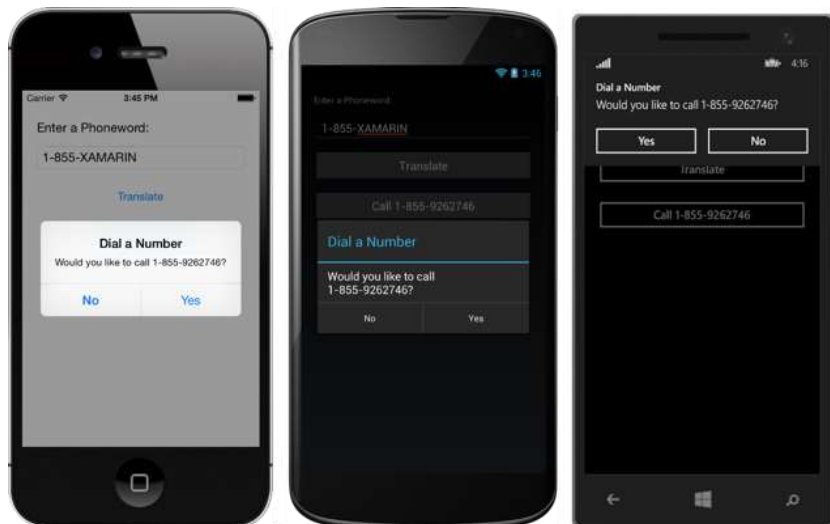 Carrier 3:45 PM
Enter a Phoneword:
1-855-XAMARIN
Translate
Dial a Number
Would you like to call 1-855-9262746?
No Yes
3:46
Enter a Phoneword
1-855-XAMARIN
Translate
Call 1-855-9262746
Dial a Number
Would you like to call
1-855-9262746?
No Yes
4:16
Dial a Number
Would you like to call 1-855-9262746?
Yes No
Translate
Call 1-855-9262746